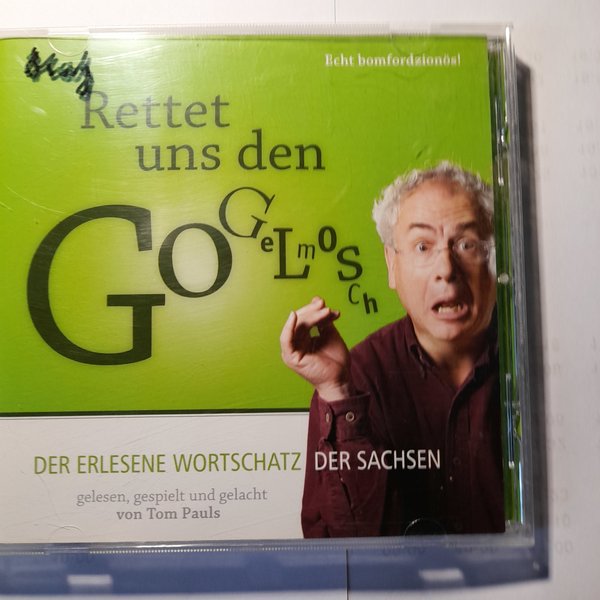 Echt bomfordzionös!
Rettet
uns den
GOGeLmOSch
DER ERLESENE WORTSCHATZ DER SACHSEN
gelesen, gespielt und gelacht
von Tom Pauls